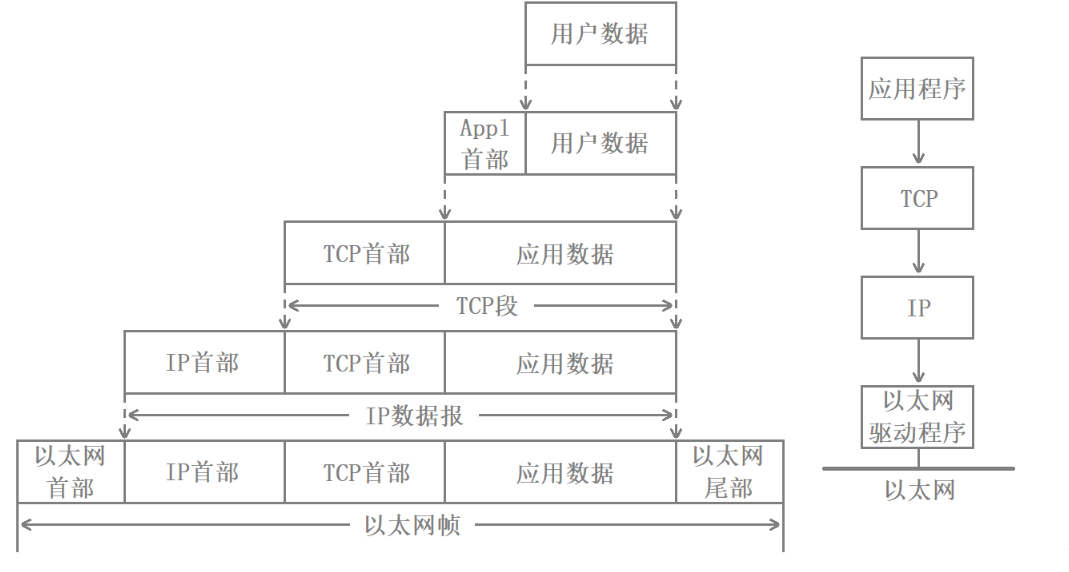 用户数据
Appl
首部
用户数据
TCP首部
应用数据
TCP段
IP首部
TCP首部
应用数据
IP数据报
以太网
首部
IP首部
TCP首部
应用数据
以太网
尾部
以太网帧
应用程序
TCP
IP
以太网
驱动程序
以太网